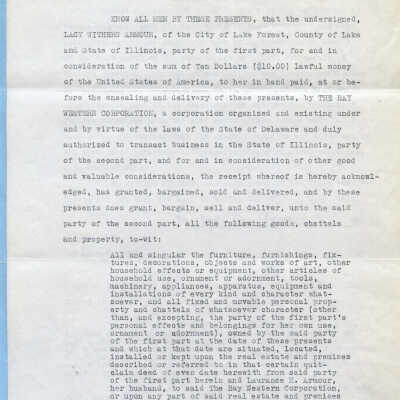 KNOW ALL MEN BY THESE PRESENTS, that the undersigned,
LACY WITHERS ARMOUR, of the City of Lake Forest, County of Lake
and State of Illinois, party of the first part, for and in
consideration of the sum of Ten Dollars ($10.00) lawful money
of the United States of America, to her in hand paid, at or be-
fore the ensealing and delivery of these presents, by THE BAY
WESTERN CORPORATION, a corporation organized and existing under
and by virtue of the laws of the State of Delaware and duly
authorized to transact business in the State of Illinois, party
of the second part, and for and in consideration of other good
and valuable considerations, the receipt whereof is hereby acknowl-
edged, has granted, bargained, sold and delivered, and by these
presents does grant, bargain, sell and deliver, unto the said
party of the second part, all the following goods, chattels
and property, to-wit:
All and singular the furniture, furnishings, fix-
tures, decorations, objects and works of art, other
household effects or equipment, other articles of
household use, ornament or adornment, tools,
machinery, appliances, apparatus, equipment and
installations of every kind and character what-
soever, and all fixed and movable personal prop-
erty and chattels of whatsoever character (other
than, and excepting, the party of the first part's
personal effects and belongings for her own use,
ornament or adornment), owned by the said party
of the first part at the date of these presents
and which at that date are situated, located,
installed or kept upon the real estate and premises
described or referred to in that certain quit-
claim deed of even date herewith from said party
of the first part herein and Laurance H. Armour,
her husband, to said The Bay Western Corporation,
or upon any part of said real estate and premises